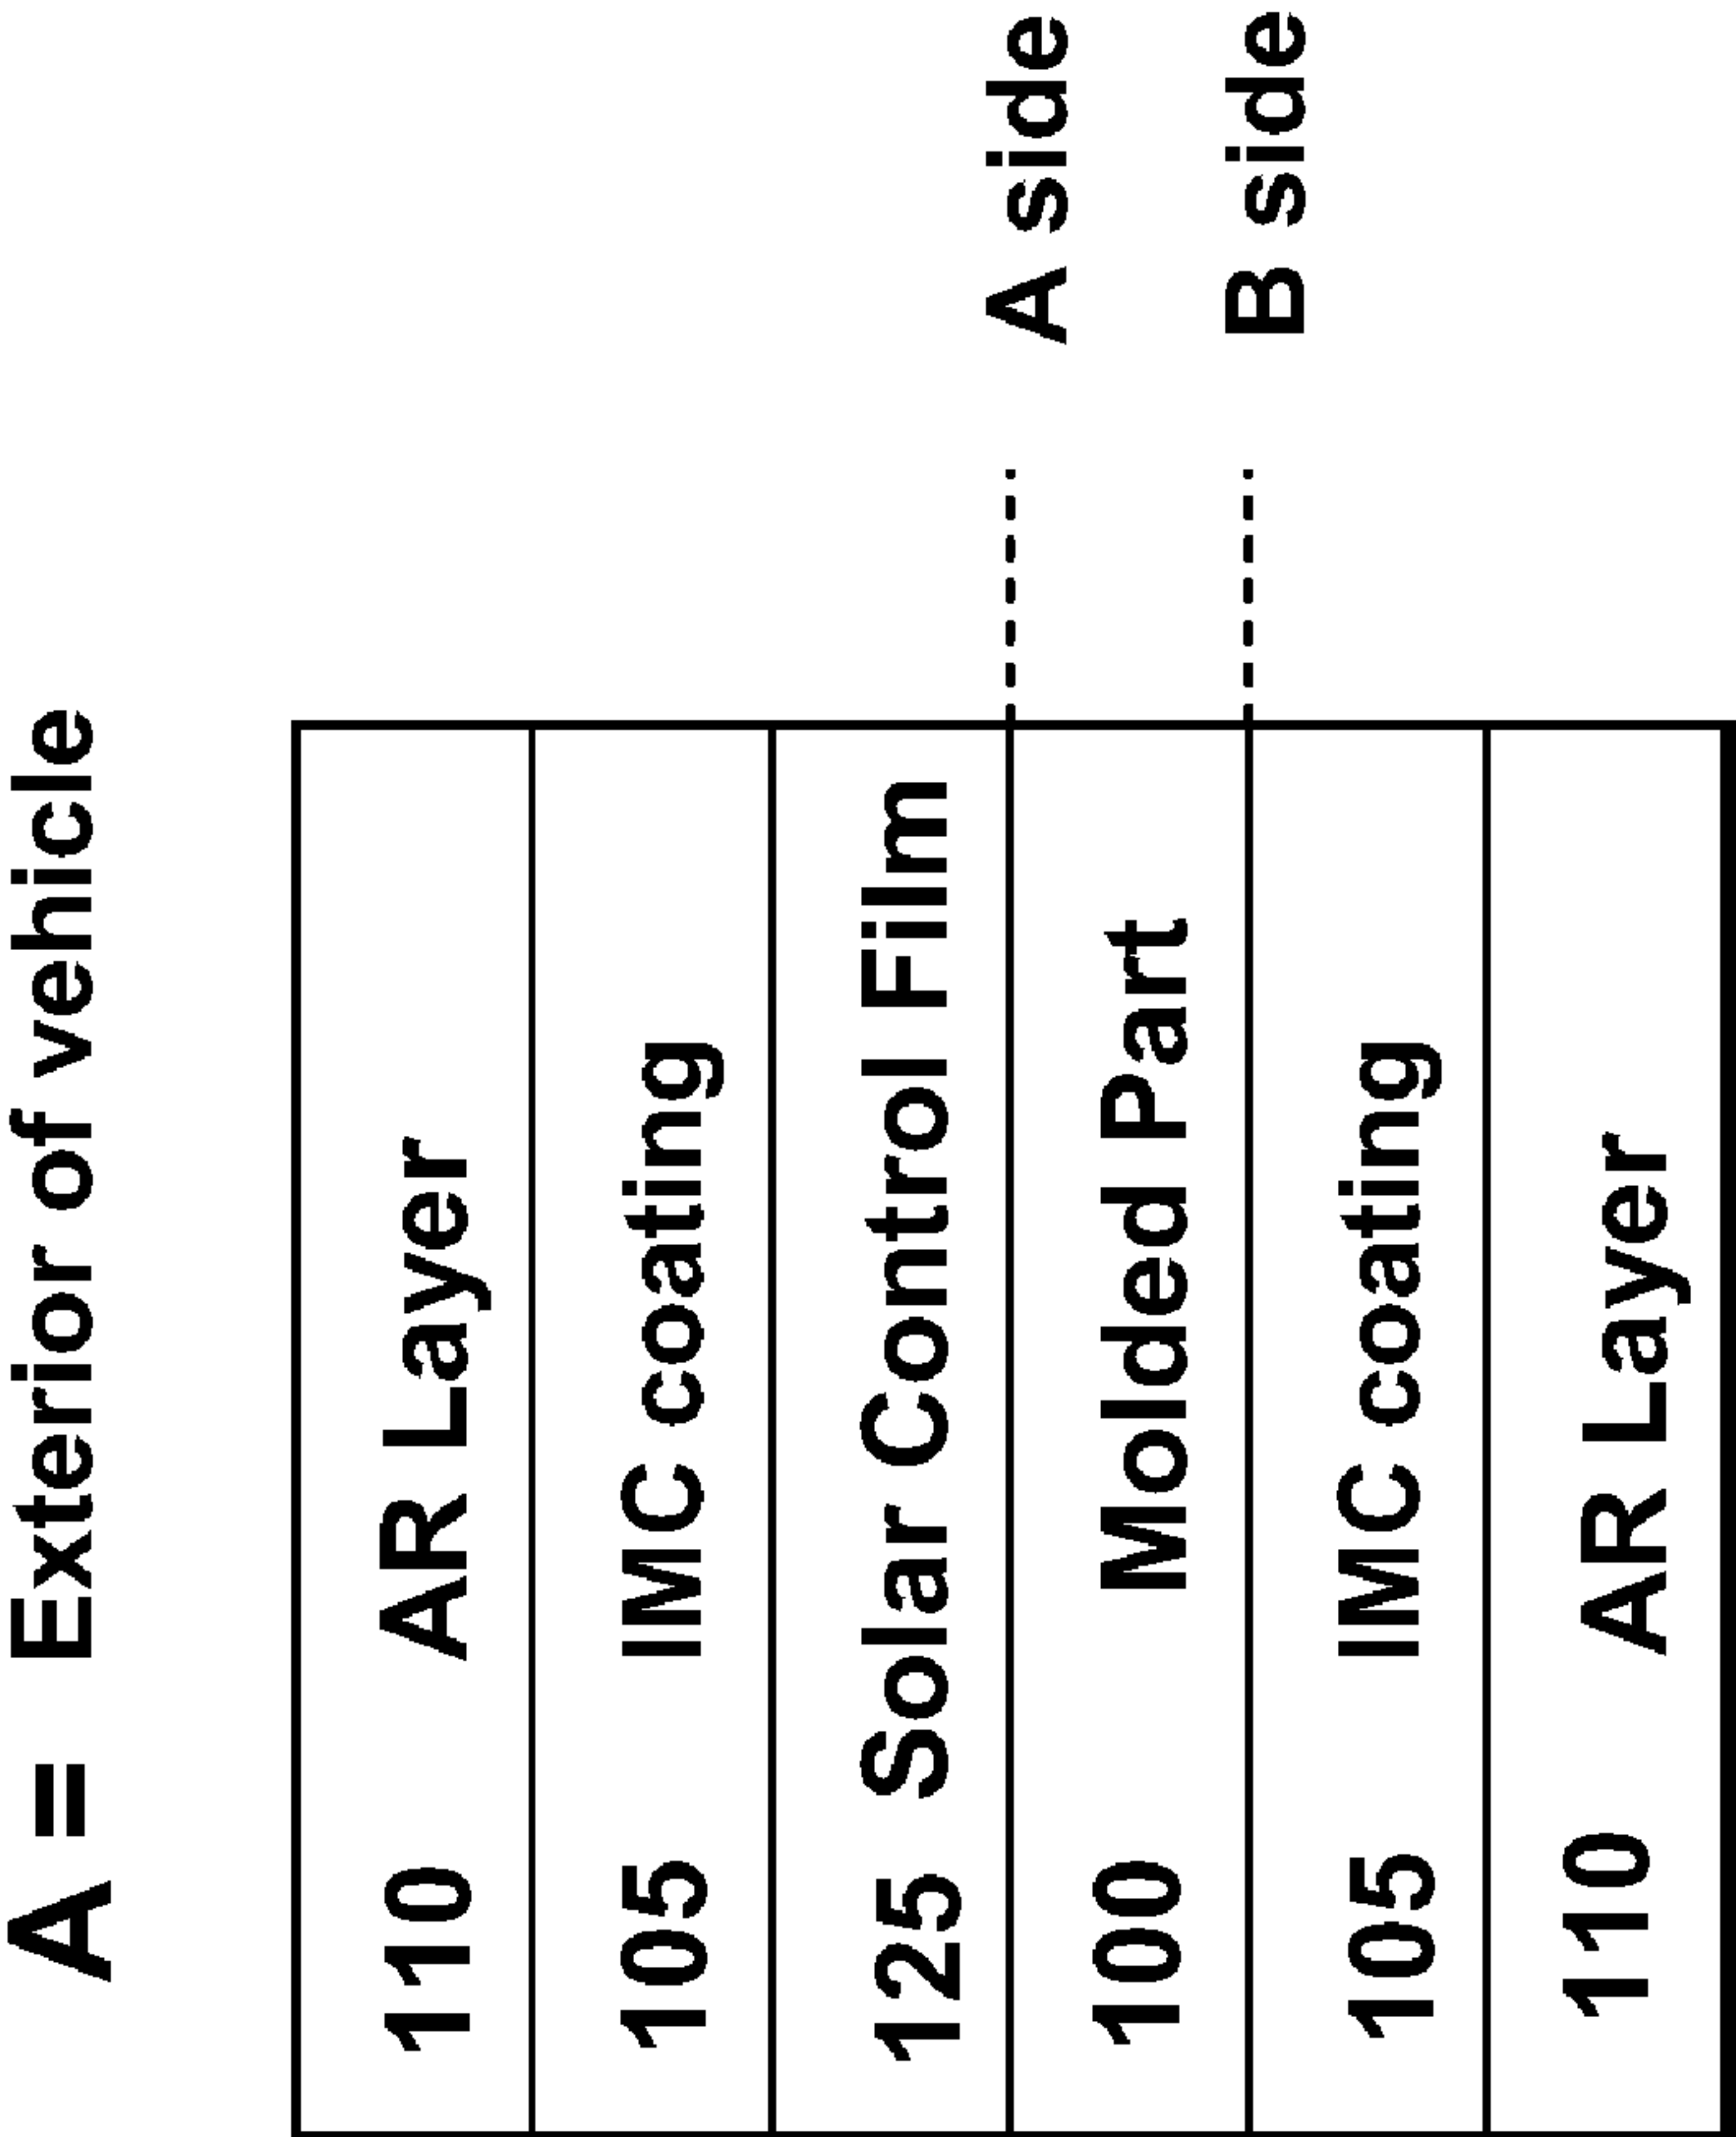 A = Exterior of vehicle
110 AR Layer
105 IMC coating
125 Solar Control Film
A side
100 Molded Part
B side
105 IMC coating
110 AR Layer